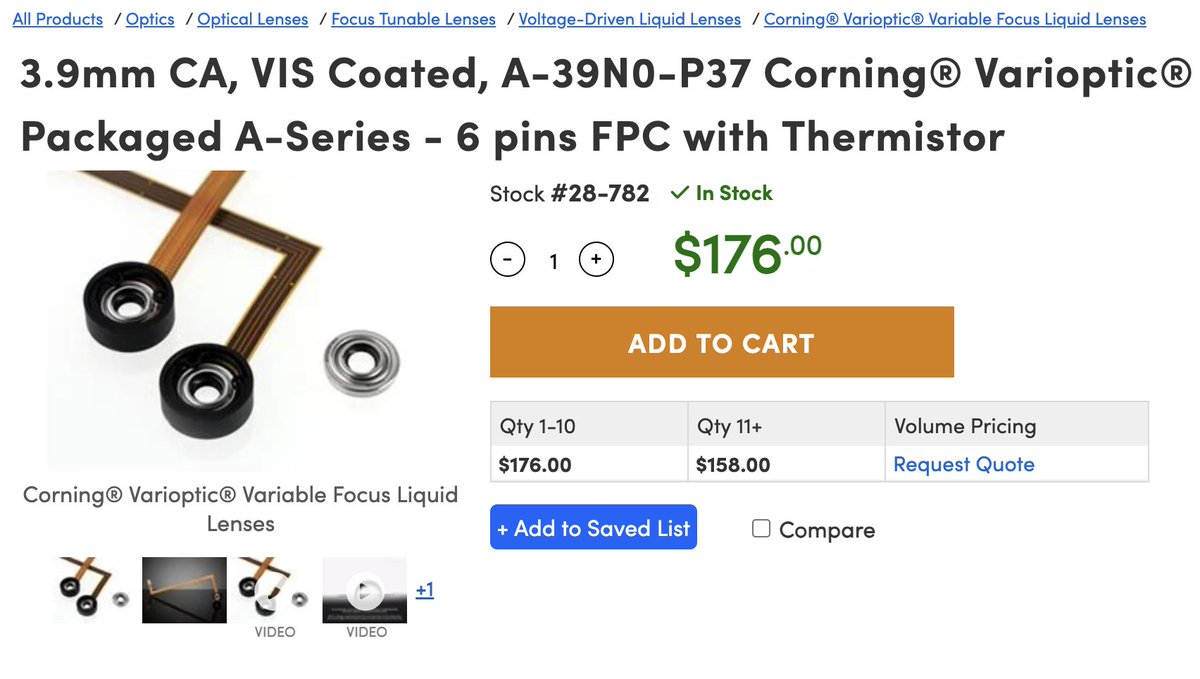 All Products / Optics / Optical Lenses / Focus Tunable Lenses / Voltage-Driven Liquid Lenses / Corning® Varioptic® Variable Focus Liquid Lenses
3.9mm CA, VIS Coated, A-39N0-P37 Corning® Varioptic®
Packaged A-Series - 6 pins FPC with Thermistor
Stock #28-782 ✓ In Stock
- 1 + $176.00
ADD TO CART
Qty 1-10 Qty 11+ Volume Pricing
$176.00 $158.00 Request Quote
+ Add to Saved List Compare
Corning® Varioptic® Variable Focus Liquid
Lenses
+1
VIDEO VIDEO